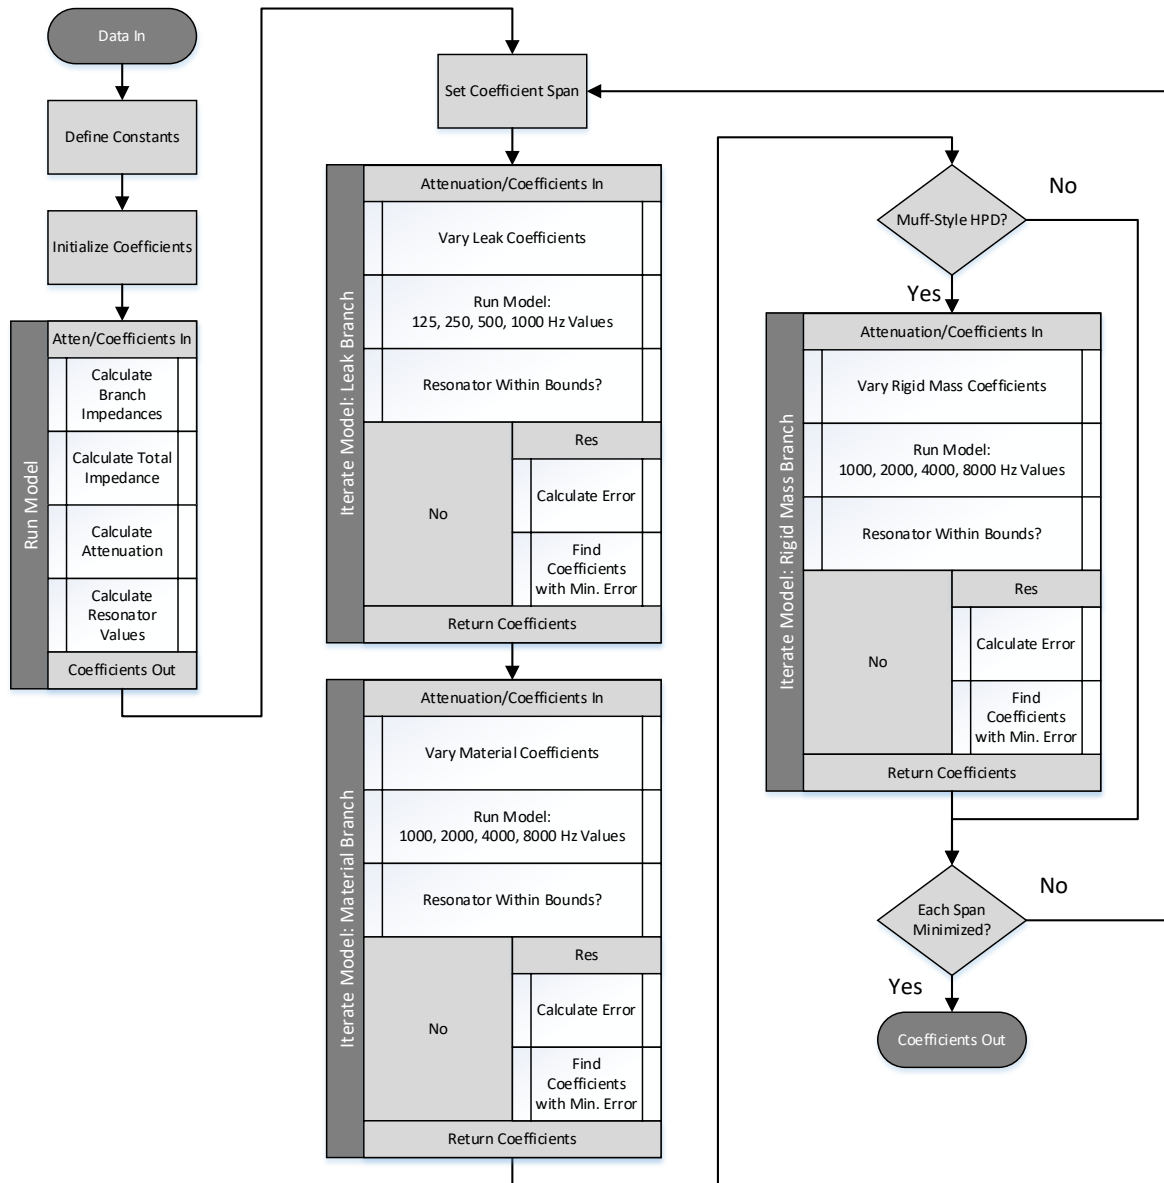 Data In
Define Constants
Initialize Coefficients
Run Model
Atten/Coefficients In
Calculate
Branch
Impedances
Calculate Total
Impedance
Calculate
Attenuation
Calculate
Resonator
Values
Coefficients Out
Set Coefficient Span
Iterate Model: Leak Branch
Attenuation/Coefficients In
Vary Leak Coefficients
Run Model:
125, 250, 500, 1000 Hz Values
Resonator Within Bounds?
No
Res
Calculate Error
Find
Coefficients
with Min. Error
Return Coefficients
Iterate Model: Material Branch
Attenuation/Coefficients In
Vary Material Coefficients
Run Model:
1000, 2000, 4000, 8000 Hz Values
Resonator Within Bounds?
No
Res
Calculate Error
Find
Coefficients
with Min. Error
Return Coefficients
Muff-Style HPD?
No
Yes
Iterate Model: Rigid Mass Branch
Attenuation/Coefficients In
Vary Rigid Mass Coefficients
Run Model:
1000, 2000, 4000, 8000 Hz Values
Resonator Within Bounds?
No
Res
Calculate Error
Find
Coefficients
with Min. Error
Return Coefficients
Each Span
Minimized?
No
Yes
Coefficients Out